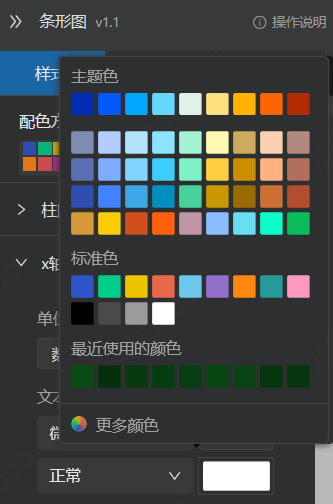 条形图 v1.1
操作说明
样式
主题色
配色方
柱
标准色
x轴
单位
最近使用的颜色
数
文本
更多颜色
微
正常